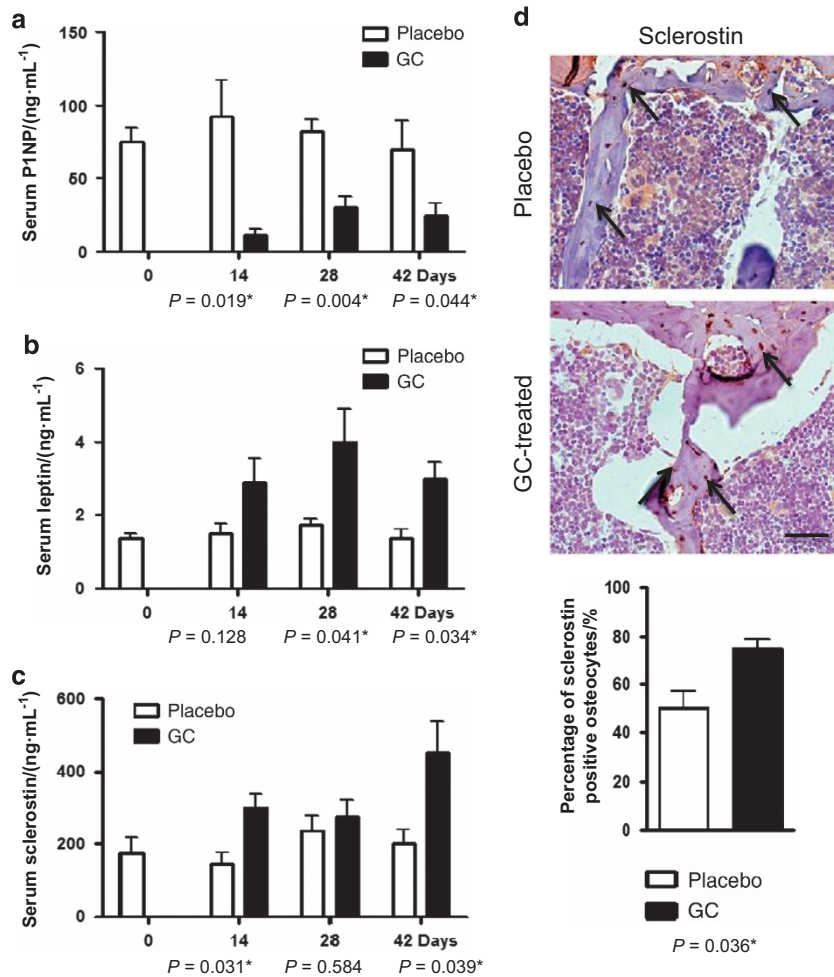 a
150
100
50
0
Serum P1NP/(ng·mL⁻¹)
Placebo
GC
0 14 28 42 Days
P = 0.019* P = 0.004* P = 0.044*
b
6
4
2
0
Serum leptin/(ng·mL⁻¹)
Placebo
GC
0 14 28 42 Days
P = 0.128 P = 0.041* P = 0.034*
c
600
400
200
0
Serum sclerostin/(ng·mL⁻¹)
Placebo
GC
0 14 28 42 Days
P = 0.031* P = 0.584 P = 0.039*
d
Sclerostin
Placebo
GC-treated
100
80
60
40
20
0
Percentage of sclerostin
positive osteocytes/%
Placebo
GC
P = 0.036*